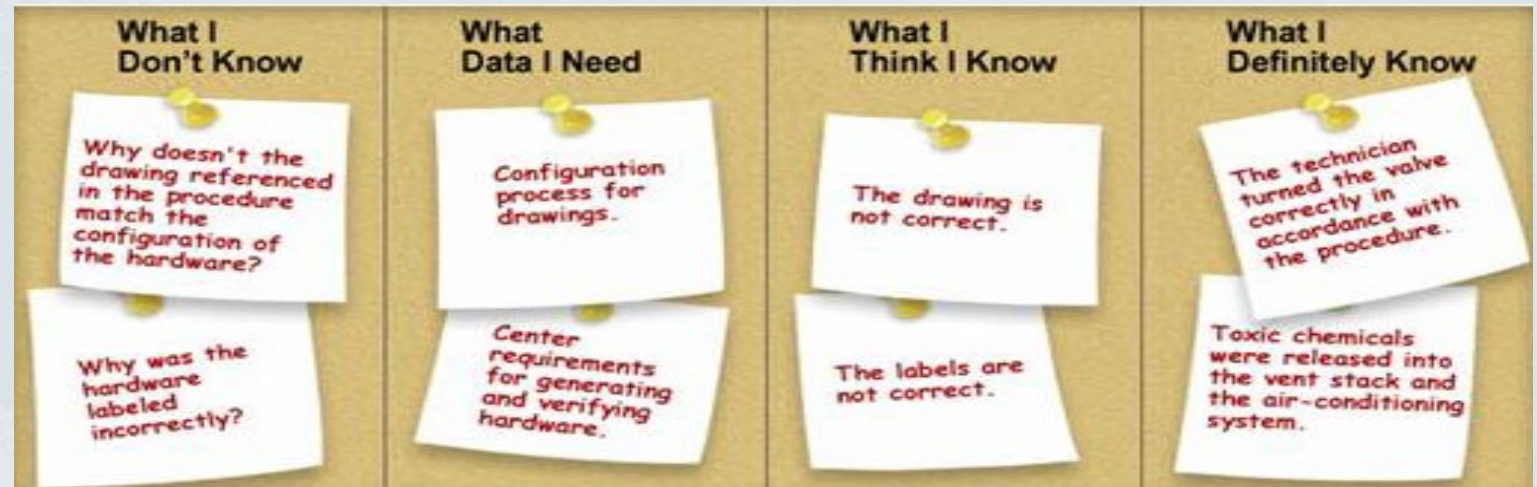 What I
Don't Know
Why doesn't the
drawing referenced
in the procedure
match the
configuration of
the hardware?
Why was the
hardware
labeled
incorrectly?
What
Data I Need
Configuration
process for
drawings.
Center
requirements
for generating
and verifying
hardware.
What I
Think I Know
The drawing is
not correct.
The labels are
not correct.
What I
Definitely Know
The technician
turned the valve
correctly in
accordance with
the procedure.
Toxic chemicals
were released into
the vent stack and
the air-conditioning
system.